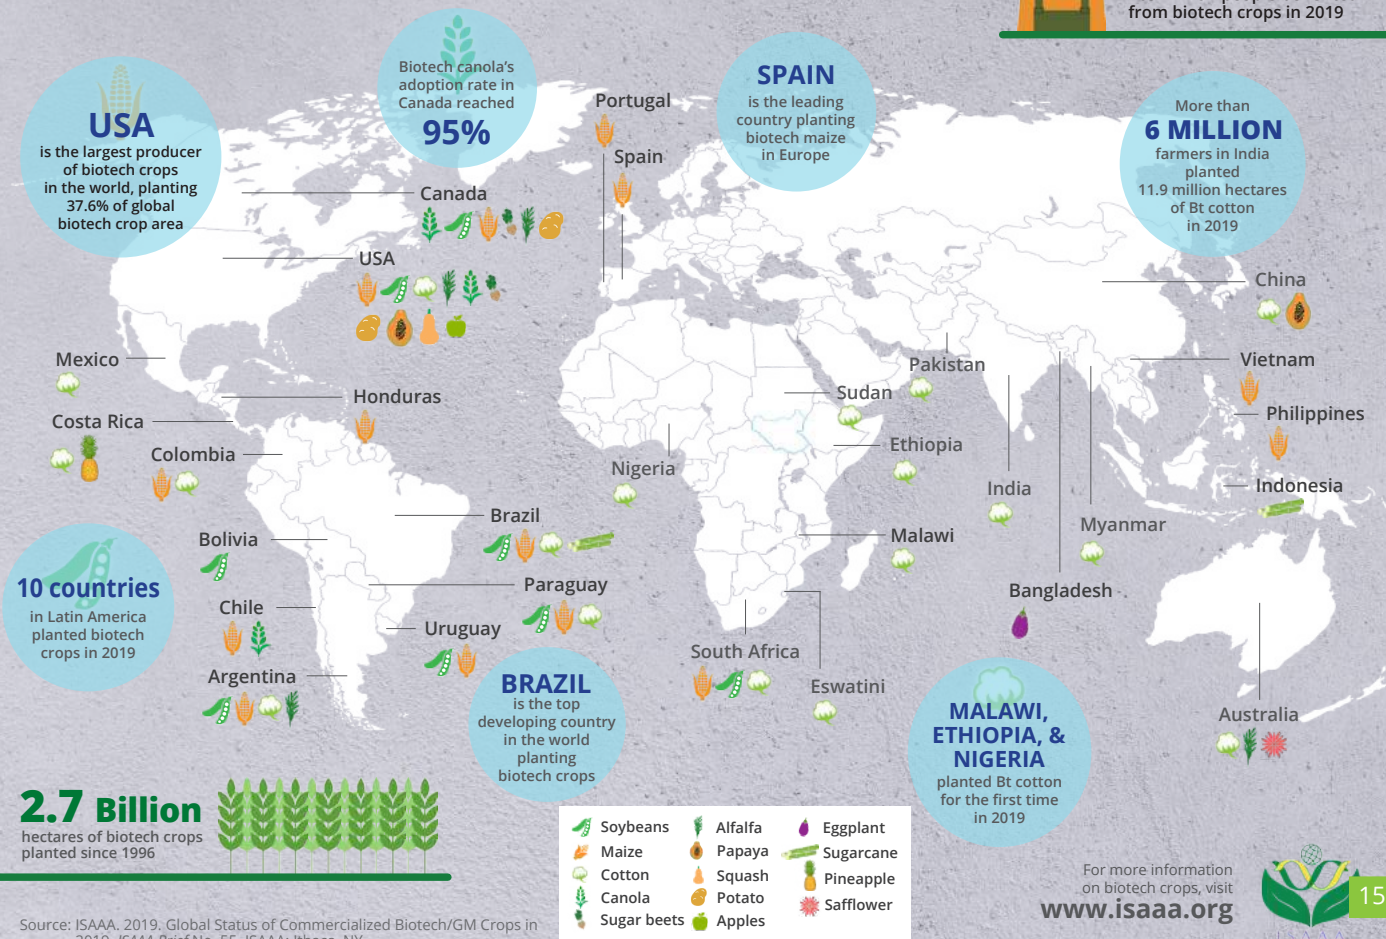 from biotech crops in 2019
USA
is the largest producer
of biotech crops
in the world, planting
37.6% of global
biotech crop area
Biotech canola's
adoption rate in
Canada reached
95%
SPAIN
is the leading
country planting
biotech maize
in Europe
More than
6 MILLION
farmers in India
planted
11.9 million hectares
of Bt cotton
in 2019
Portugal
Spain
Canada
USA
China
Mexico
Honduras
Costa Rica
Colombia
Pakistan
Sudan
Ethiopia
Nigeria
Vietnam
Philippines
India
Indonesia
Myanmar
Malawi
Bangladesh
Brazil
Bolivia
Paraguay
Chile
Uruguay
Argentina
South Africa
Eswatini
Australia
10 countries
in Latin America
planted biotech
crops in 2019
BRAZIL
is the top
developing country
in the world
planting
biotech crops
MALAWI,
ETHIOPIA, &
NIGERIA
planted Bt cotton
for the first time
in 2019
2.7 Billion
hectares of biotech crops
planted since 1996
Soybeans
Maize
Cotton
Canola
Sugar beets
Alfalfa
Papaya
Squash
Potato
Apples
Eggplant
Sugarcane
Pineapple
Safflower
For more information
on biotech crops, visit
www.isaaa.org
15
Source: ISAAA. 2019. Global Status of Commercialized Biotech/GM Crops in